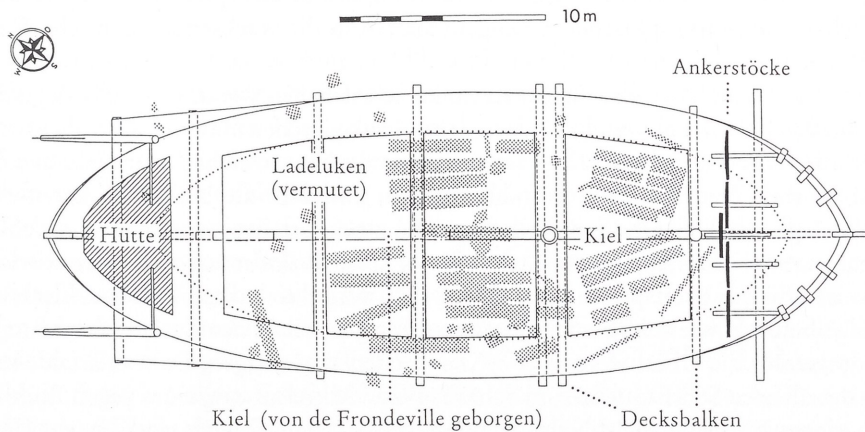 10 m
N O S W
Ankerstöcke
Ladeluken
(vermutet)
Hütte
Kiel
Kiel (von de Frondeville geborgen)
Decksbalken